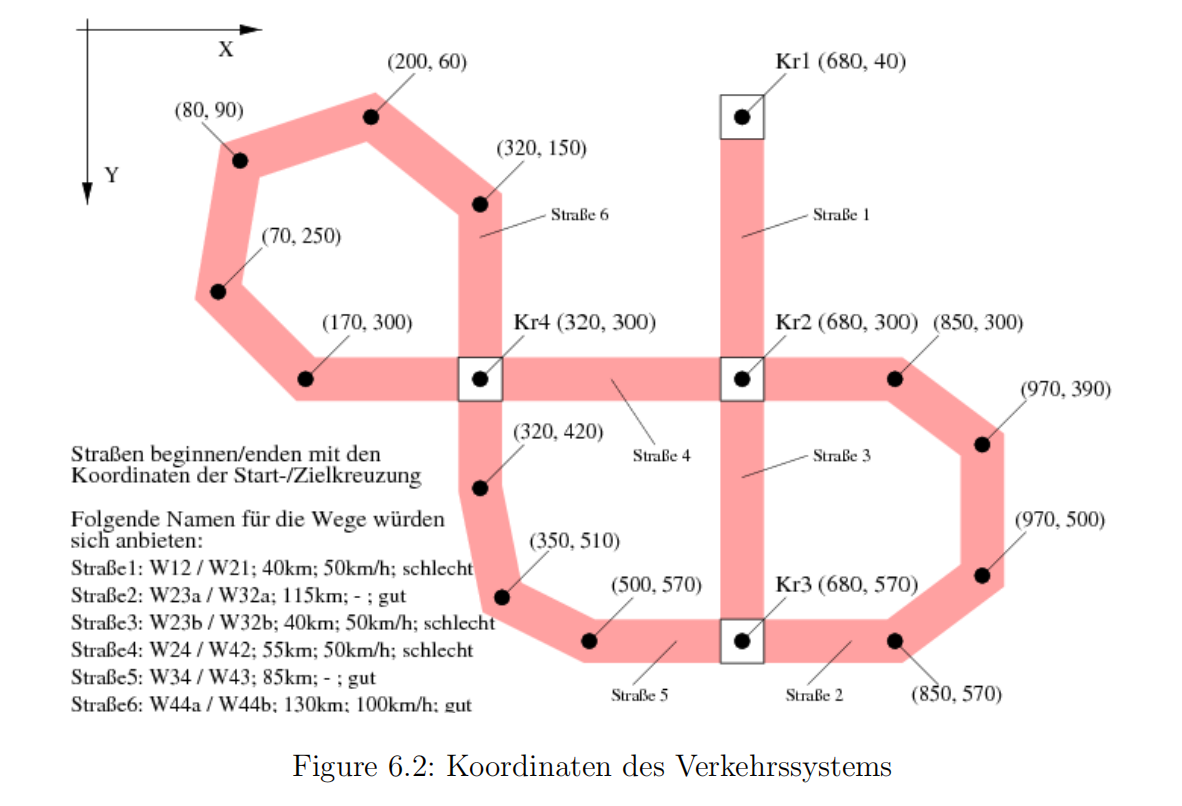 X
Y
(200, 60)
Kr1 (680, 40)
(80, 90)
(320, 150)
Straße 6
Straße 1
(70, 250)
(170, 300)
Kr4 (320, 300)
Kr2 (680, 300)
(850, 300)
(970, 390)
(320, 420)
Straße 4
Straße 3
Straßen beginnen/enden mit den
Koordinaten der Start-/Zielkreuzung
Folgende Namen für die Wege würden
sich anbieten:
Straße1: W12 / W21; 40km; 50km/h; schlecht
Straße2: W23a / W32a; 115km; - ; gut
Straße3: W23b / W32b; 40km; 50km/h; schlecht
Straße4: W24 / W42; 55km; 50km/h; schlecht
Straße5: W34 / W43; 85km; - ; gut
Straße6: W44a / W44b; 130km; 100km/h; gut
(970, 500)
(350, 510)
(500, 570)
Kr3 (680, 570)
Straße 5
Straße 2
(850, 570)
Figure 6.2: Koordinaten des Verkehrssystems